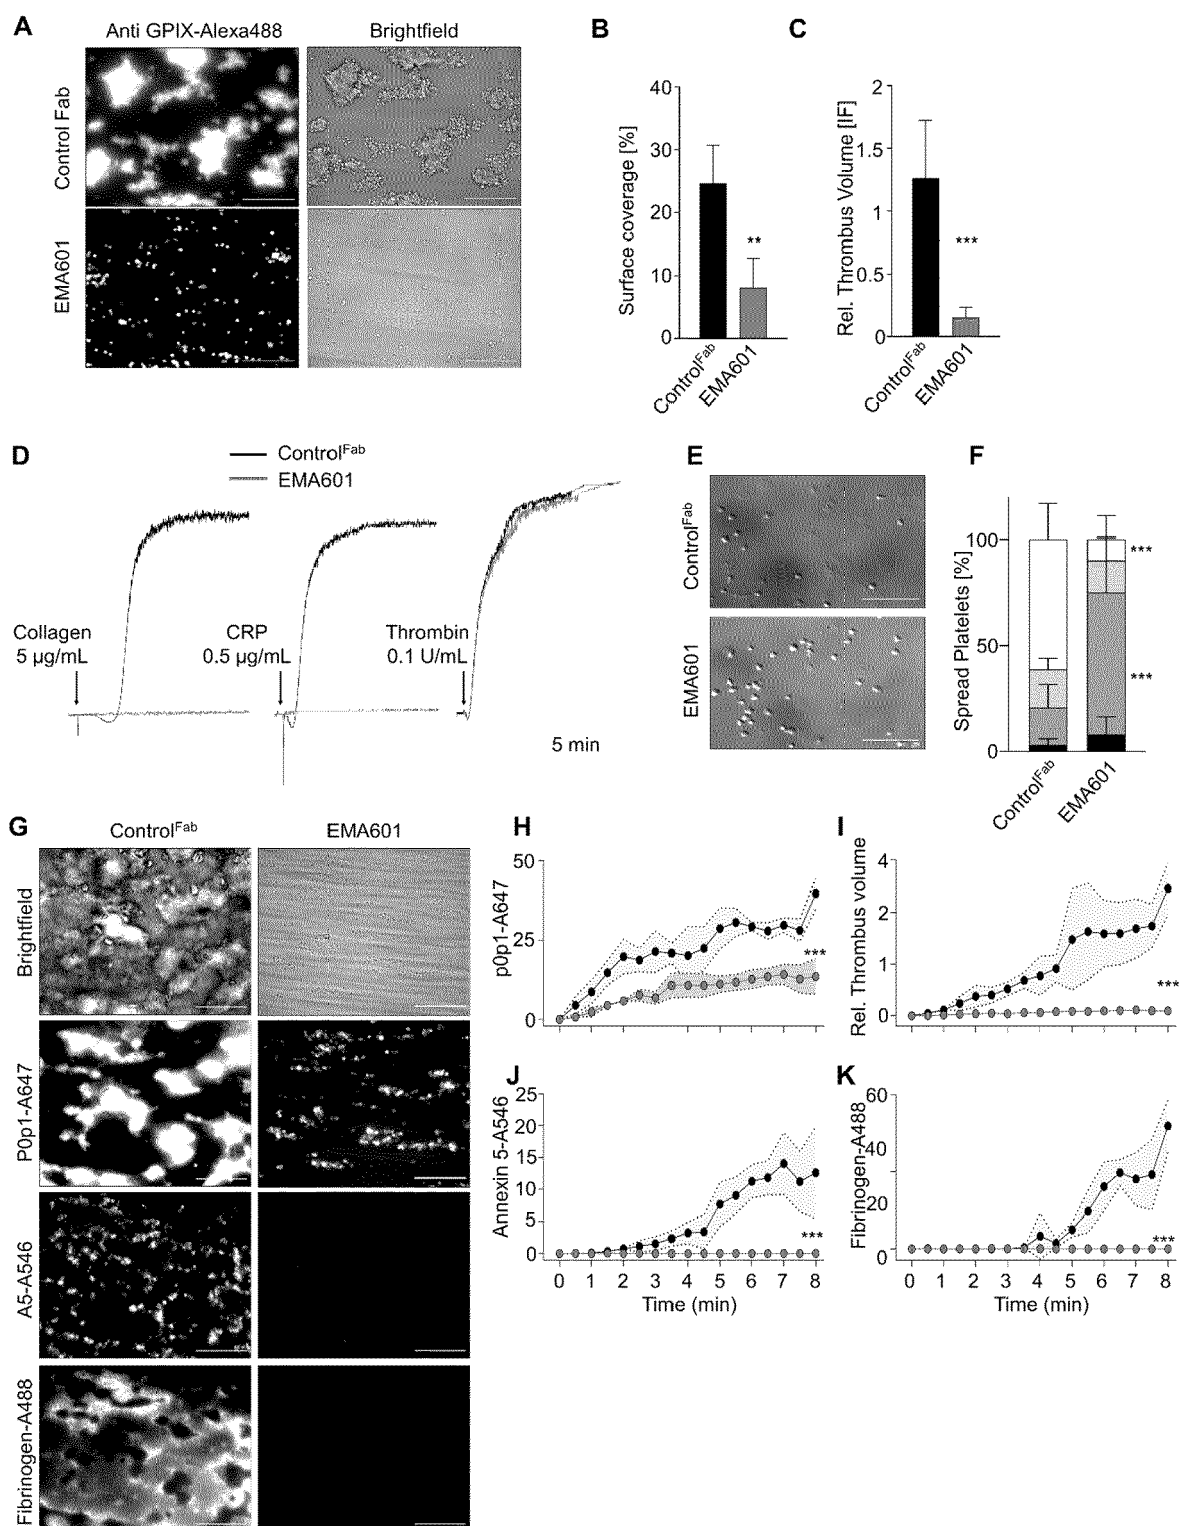 A
Anti GPIX-Alexa488
Brightfield
Control Fab
EMA601
B
Surface coverage [%]
40
30
20
10
0
**
Control^Fab
EMA601
C
Rel. Thrombus Volume [IF]
2
1.5
1
0.5
0
***
Control^Fab
EMA601
D
Control^Fab
EMA601
Collagen
5 µg/mL
CRP
0.5 µg/mL
Thrombin
0.1 U/mL
5 min
E
Control^Fab
EMA601
F
Spread Platelets [%]
100
50
0
***
***
Control^Fab
EMA601
G
Control^Fab
EMA601
Brightfield
P0p1-A647
A5-A546
Fibrinogen-A488
H
p0p1-A647
50
25
0
***
I
Rel. Thrombus volume
4
2
1
0
***
J
Annexin 5-A546
25
20
15
10
5
0
***
0 1 2 3 4 5 6 7 8
Time (min)
K
Fibrinogen-A488
60
40
20
0
***
0 1 2 3 4 5 6 7 8
Time (min)